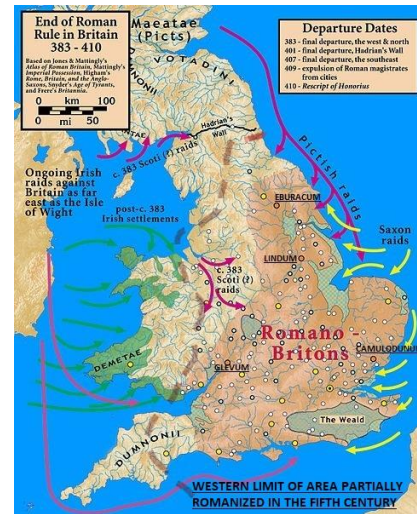 End of Roman
Rule in Britain
383 - 410
Based on Jones & Mattingly's
Atlas of Roman Britain, Mattingly's
Imperial Possession, Higham's
Rome, Britain, and the Anglo-
Saxons, Snyder's Age of Tyrants,
and Frere's Britannia.
0 km 100
0 mi 50
Maeatae
(Picts)
VOTADINI
DUMNONII
Departure Dates
383 - final departure, the west & north
401 - final departure, Hadrian's Wall
407 - final departure, the southeast
409 - expulsion of Roman magistrates
from cities
410 - Rescript of Honorius
Hadrian's
Wall
c. 383 Scoti (?) raids
Pictish raids
Ongoing Irish
raids against
Britain as far
east as the Isle
of Wight
post-c. 383
Irish settlements
EBURACUM
Saxon
raids
LINDUM
c. 383
Scoti (?)
raids
Romano -
Britons
CAMULODUNUM
DEMETAE
GLEVUM
The Weald
DUMNONII
WESTERN LIMIT OF AREA PARTIALLY
ROMANIZED IN THE FIFTH CENTURY